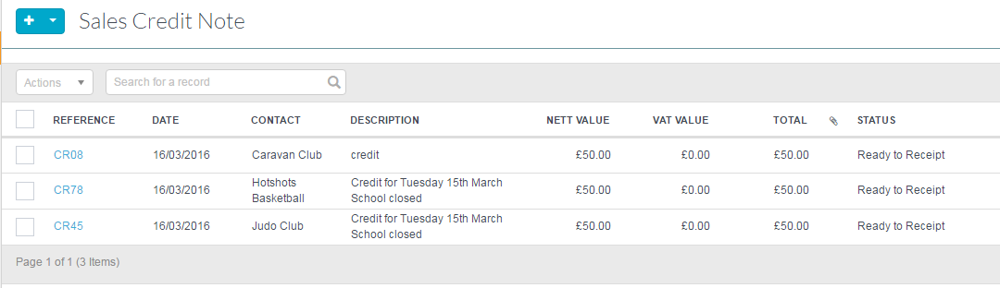 Sales Credit Note
Actions Search for a record
REFERENCE DATE CONTACT DESCRIPTION NETT VALUE VAT VALUE TOTAL STATUS
CR08 16/03/2016 Caravan Club credit £50.00 £0.00 £50.00 Ready to Receipt
CR78 16/03/2016 Hotshots Basketball Credit for Tuesday 15th March School closed £50.00 £0.00 £50.00 Ready to Receipt
CR45 16/03/2016 Judo Club Credit for Tuesday 15th March School closed £50.00 £0.00 £50.00 Ready to Receipt
Page 1 of 1 (3 Items)